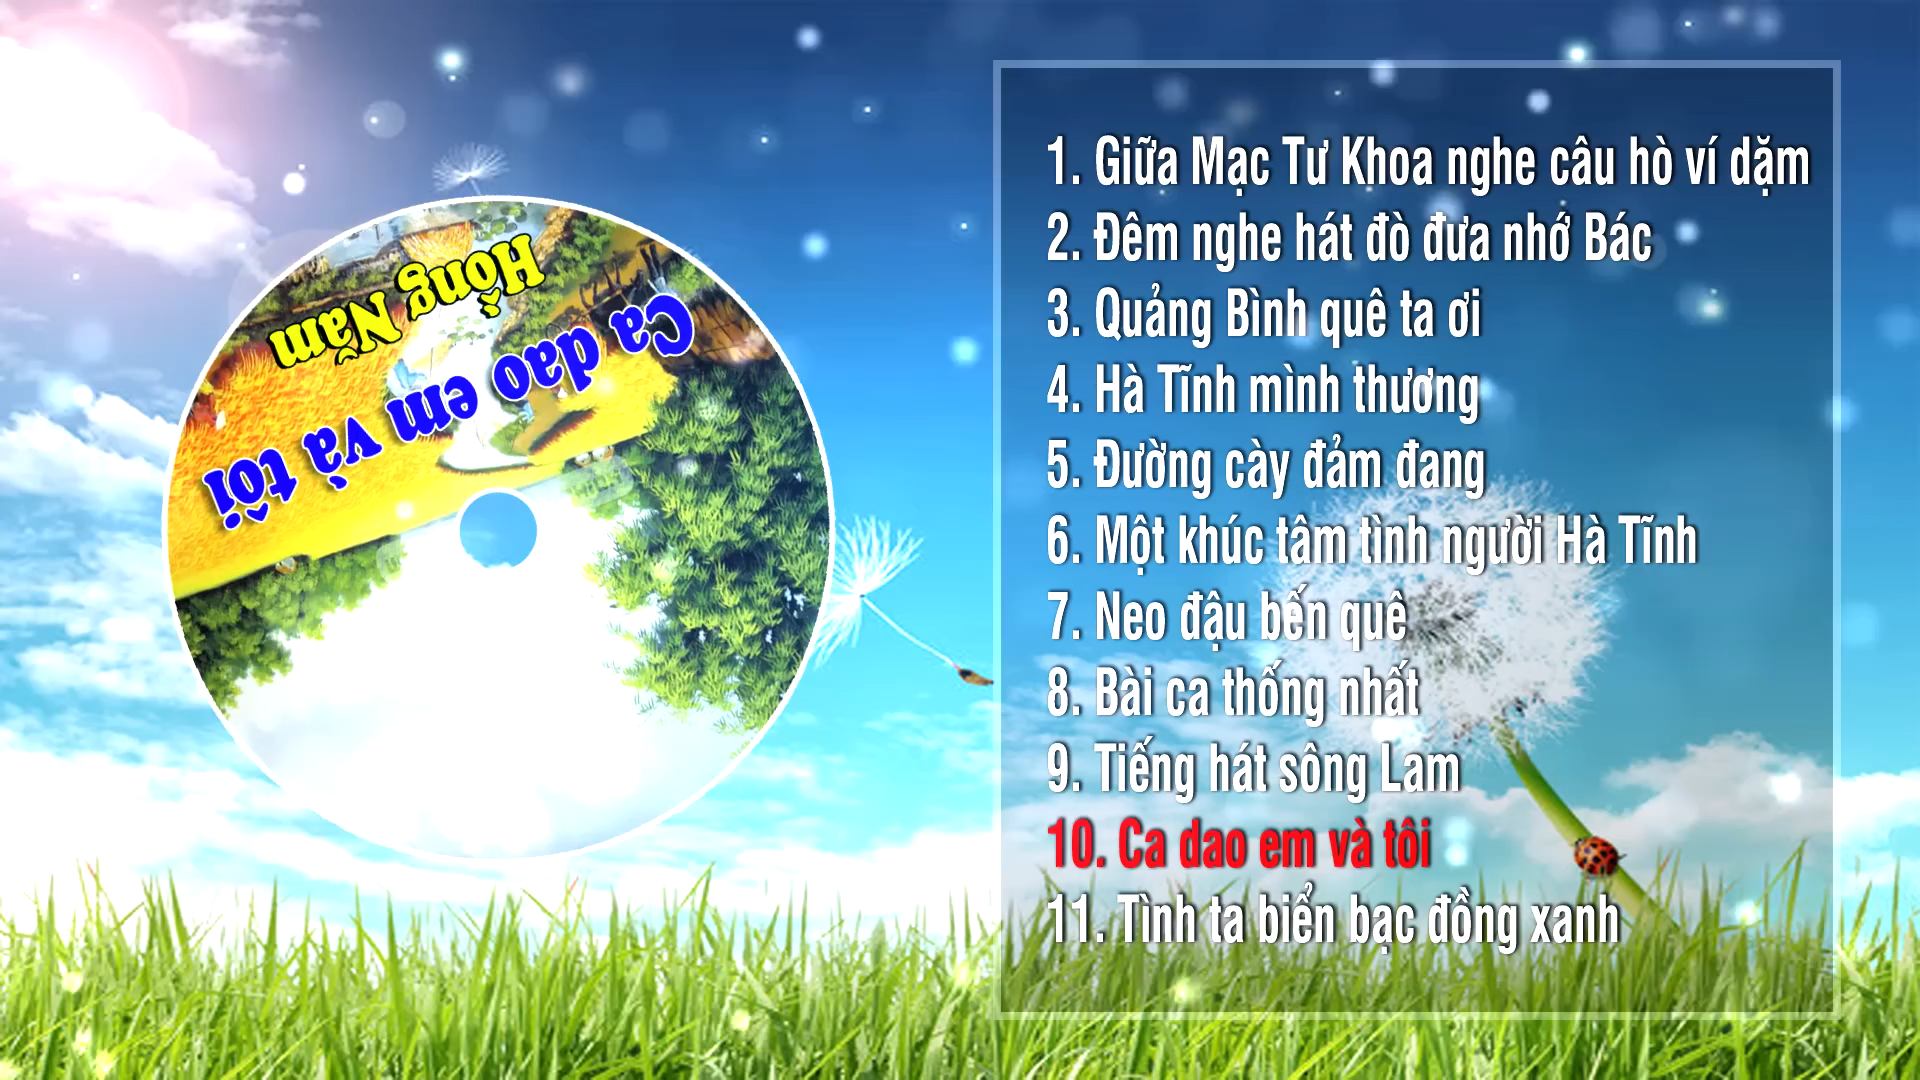 Ca dao em và tôi
Hồng Năm
1. Giữa Mạc Tư Khoa nghe câu hò ví dặm
2. Đêm nghe hát đò đưa nhớ Bác
3. Quảng Bình quê ta ơi
4. Hà Tĩnh mình thương
5. Đường cày đảm đang
6. Một khúc tâm tình người Hà Tĩnh
7. Neo đậu bến quê
8. Bài ca thống nhất
9. Tiếng hát sông Lam
10. Ca dao em và tôi
11. Tình ta biển bạc đồng xanh